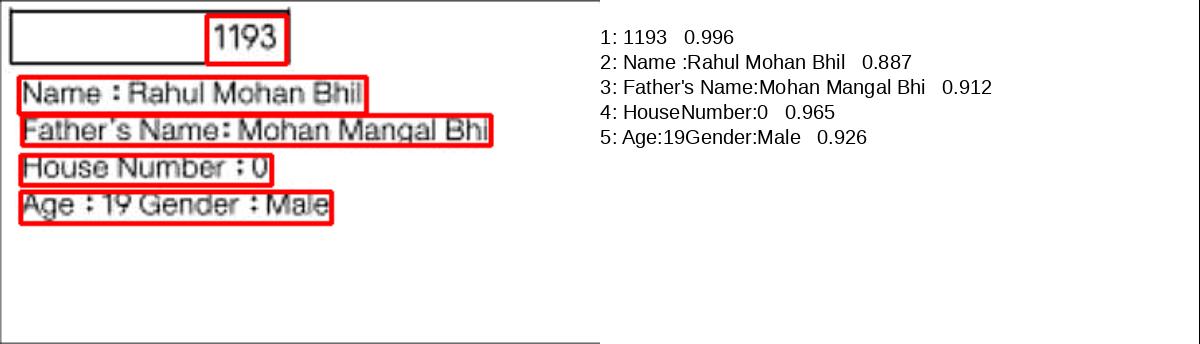 1193
Name : Rahul Mohan Bhil
Father's Name: Mohan Mangal Bhi
House Number : 0
Age : 19 Gender : Male
1: 1193 0.996
2: Name :Rahul Mohan Bhil 0.887
3: Father's Name:Mohan Mangal Bhi 0.912
4: HouseNumber:0 0.965
5: Age:19Gender:Male 0.926